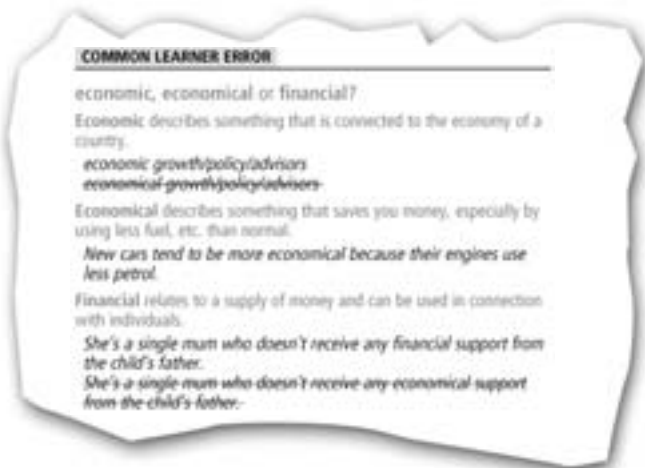 COMMON LEARNER ERROR
economic, economical or financial?
Economic describes something that is connected to the economy of a
country.
economic growth/policy/advisors
economical growth/policy/advisors
Economical describes something that saves you money, especially by
using less fuel, etc. than normal.
New cars tend to be more economical because their engines use
less petrol.
Financial relates to a supply of money and can be used in connection
with individuals.
She's a single mum who doesn't receive any financial support from
the child's father.
She's a single mum who doesn't receive any economical support
from the child's father.